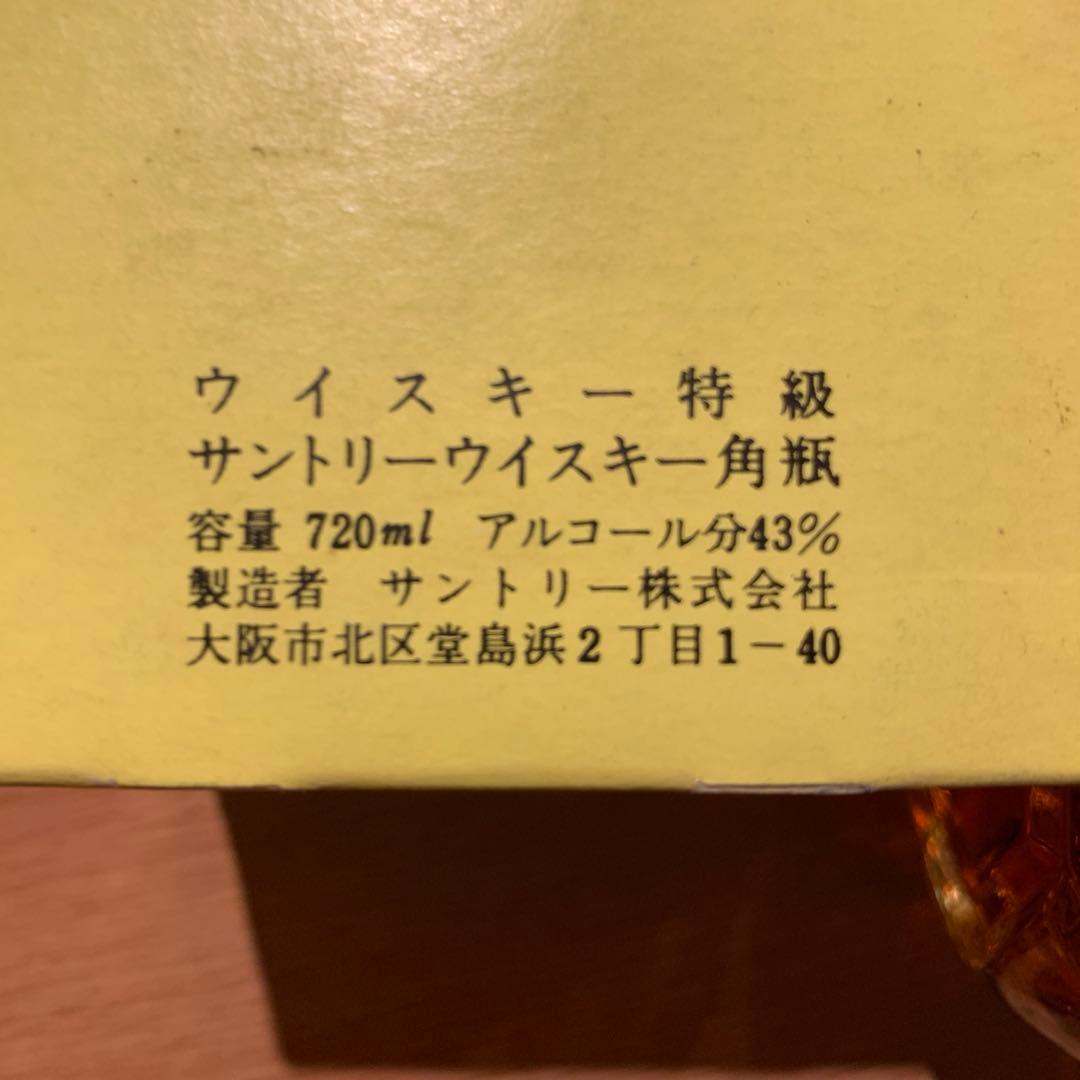 ウイスキー特級
サントリーウイスキー角瓶
容量 720ml アルコール分43%
製造者 サントリー株式会社
大阪市北区堂島浜2丁目1-40